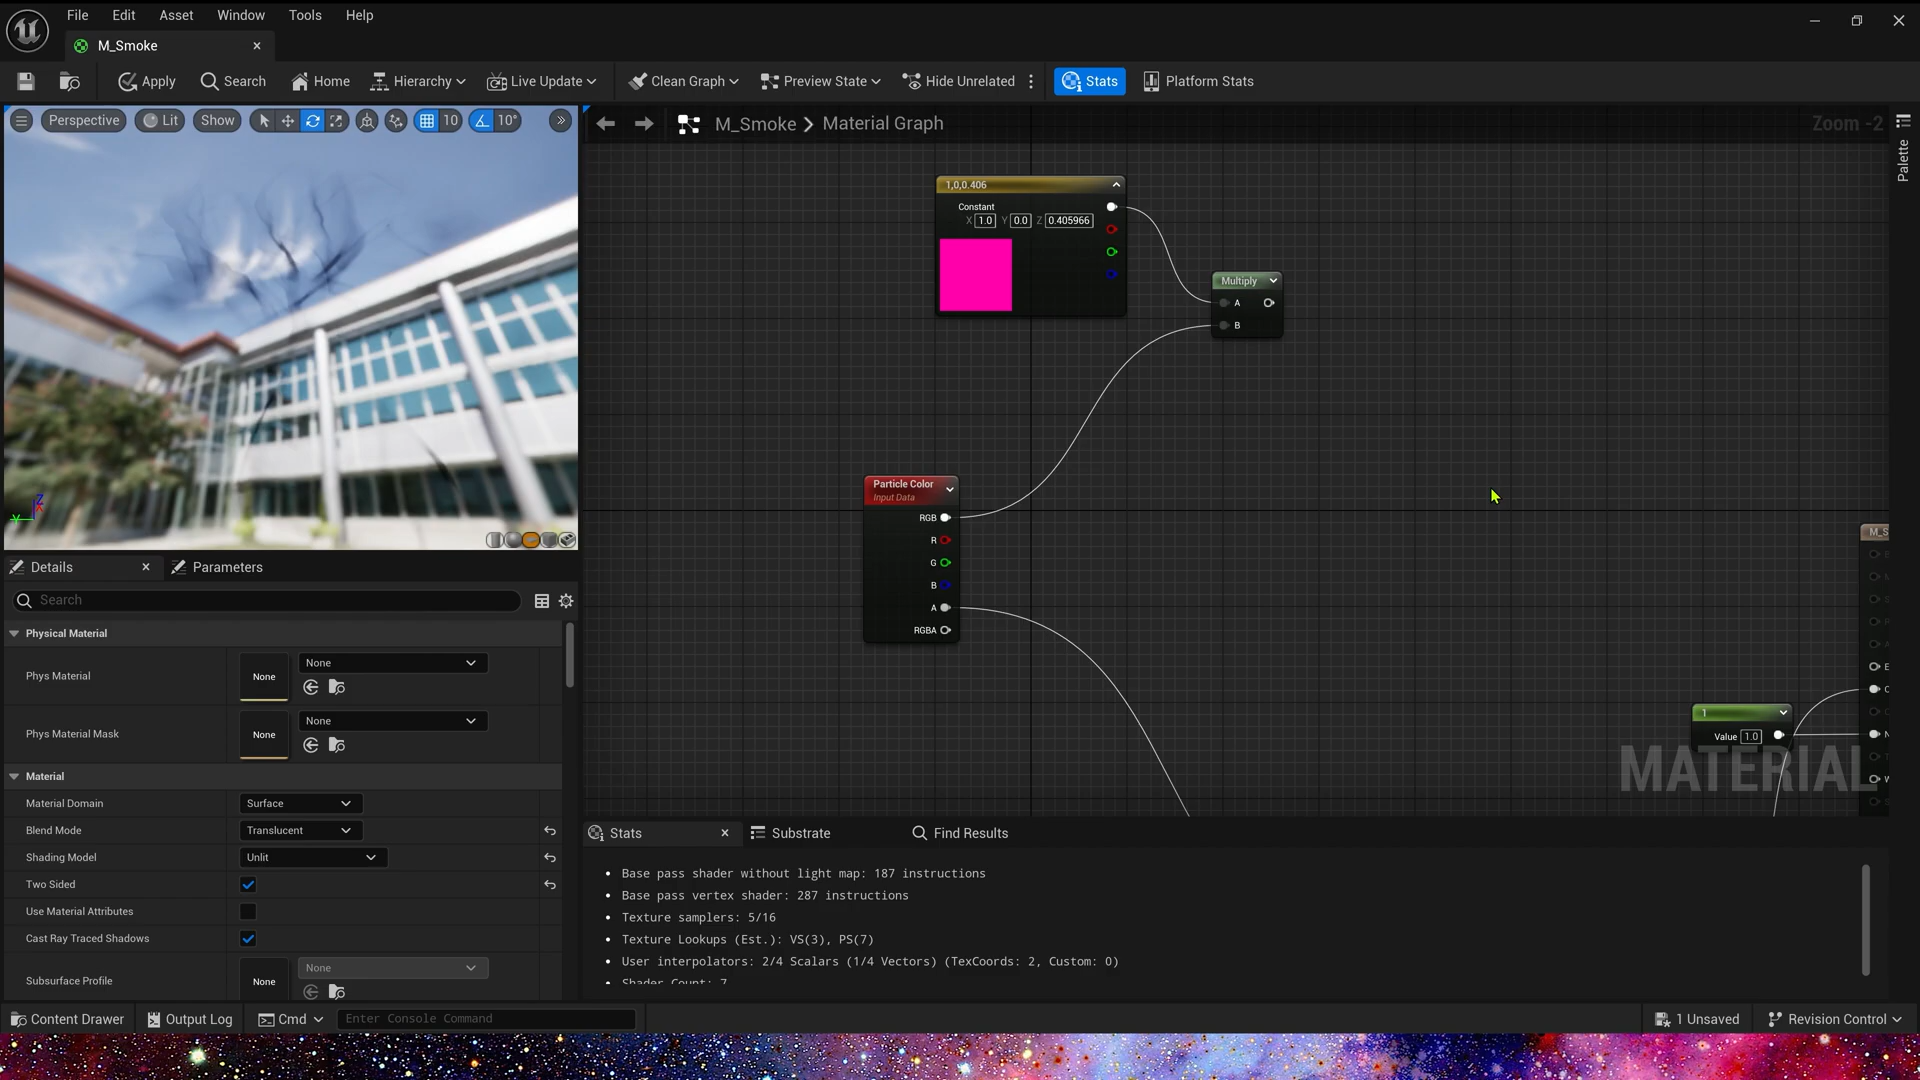 File Edit Asset Window Tools Help
M_Smoke
Apply Search Home Hierarchy Live Update Clean Graph Preview State Hide Unrelated Stats Platform Stats
Perspective Lit Show 10 10°
M_Smoke > Material Graph
Zoom -2
Palette
1,0,0.406
Constant
X 1.0 Y 0.0 Z 0.405966
Multiply
A
B
Particle Color
Input Data
RGB
R
G
B
A
RGBA
M_S
1
Value 1.0
MATERIAL
Details Parameters
Search
Physical Material
Phys Material None None
Phys Material Mask None None
Material
Material Domain Surface
Blend Mode Translucent
Shading Model Unlit
Two Sided
Use Material Attributes
Cast Ray Traced Shadows
Subsurface Profile None None
Stats Substrate Find Results
• Base pass shader without light map: 187 instructions
• Base pass vertex shader: 287 instructions
• Texture samplers: 5/16
• Texture Lookups (Est.): VS(3), PS(7)
• User interpolators: 2/4 Scalars (1/4 Vectors) (TexCoords: 2, Custom: 0)
• Shader Count: 7
Content Drawer Output Log Cmd Enter Console Command 1 Unsaved Revision Control